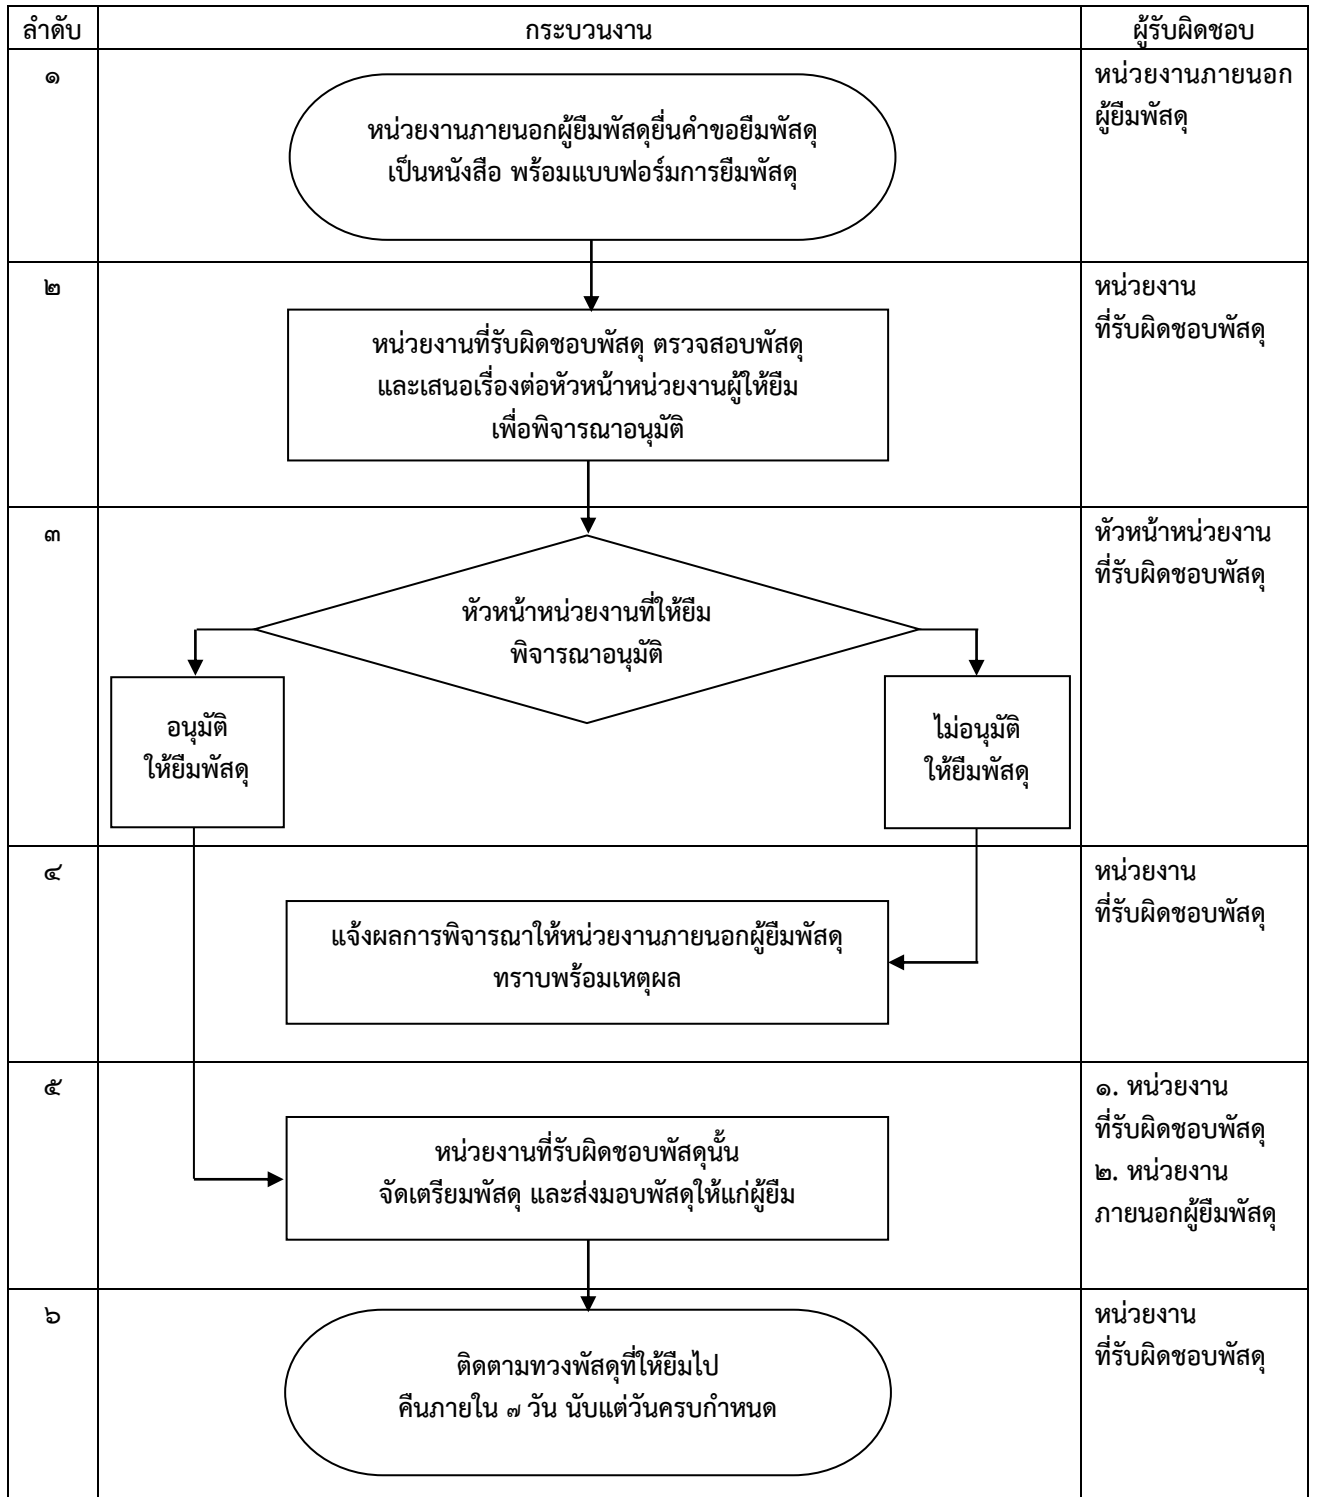 ลำดับ
กระบวนงาน
ผู้รับผิดชอบ
๑
หน่วยงานภายนอกผู้ยืมพัสดุยื่นคำขอยืมพัสดุ
เป็นหนังสือ พร้อมแบบฟอร์มการยืมพัสดุ
หน่วยงานภายนอก
ผู้ยืมพัสดุ
๒
หน่วยงานที่รับผิดชอบพัสดุ ตรวจสอบพัสดุ
และเสนอเรื่องต่อหัวหน้าหน่วยงานผู้ให้ยืม
เพื่อพิจารณาอนุมัติ
หน่วยงาน
ที่รับผิดชอบพัสดุ
๓
หัวหน้าหน่วยงานที่ให้ยืม
พิจารณาอนุมัติ
อนุมัติ
ให้ยืมพัสดุ
ไม่อนุมัติ
ให้ยืมพัสดุ
หัวหน้าหน่วยงาน
ที่รับผิดชอบพัสดุ
๔
แจ้งผลการพิจารณาให้หน่วยงานภายนอกผู้ยืมพัสดุ
ทราบพร้อมเหตุผล
หน่วยงาน
ที่รับผิดชอบพัสดุ
๕
หน่วยงานที่รับผิดชอบพัสดุนั้น
จัดเตรียมพัสดุ และส่งมอบพัสดุให้แก่ผู้ยืม
๑. หน่วยงาน
ที่รับผิดชอบพัสดุ
๒. หน่วยงาน
ภายนอกผู้ยืมพัสดุ
๖
ติดตามทวงพัสดุที่ให้ยืมไป
คืนภายใน ๗ วัน นับแต่วันครบกำหนด
หน่วยงาน
ที่รับผิดชอบพัสดุ